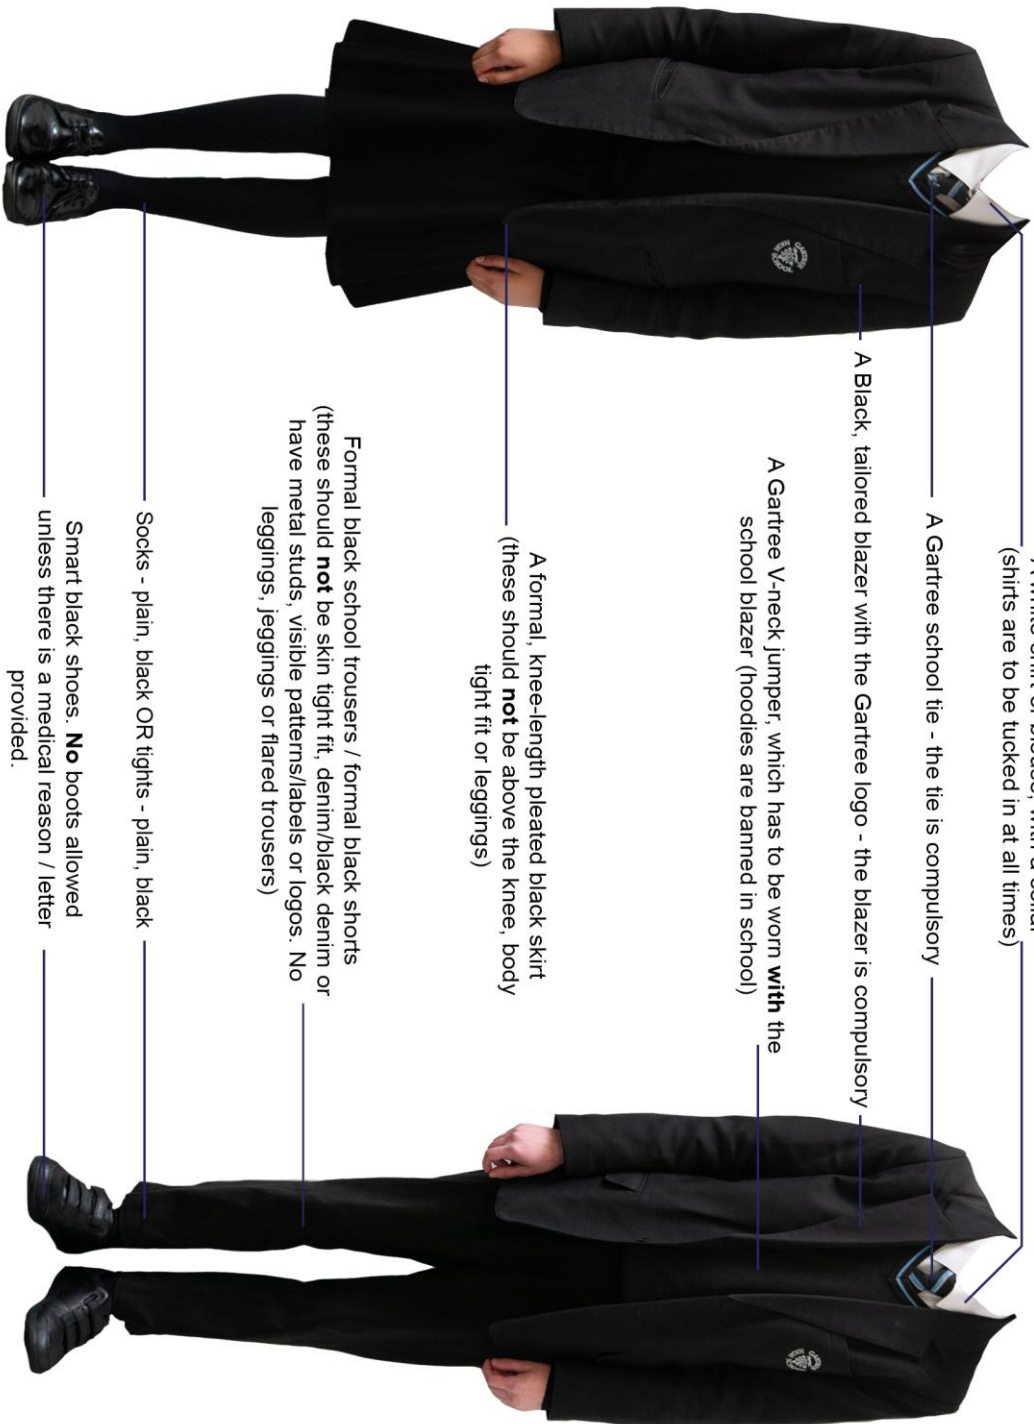 (shirts are to be tucked in at all times)
A Gartree school tie - the tie is compulsory
A Black, tailored blazer with the Gartree logo - the blazer is compulsory
A Gartree V-neck jumper, which has to be worn with the
school blazer (hoodies are banned in school)
A formal, knee-length pleated black skirt
(these should not be above the knee, body
tight fit or leggings)
Formal black school trousers / formal black shorts
(these should not be skin tight fit, denim/black denim or
have metal studs, visible patterns/labels or logos. No
leggings, jeggings or flared trousers)
Socks - plain, black OR tights - plain, black
Smart black shoes. No boots allowed
unless there is a medical reason / letter
provided.
GARTREE
HIGH
SCHOOL